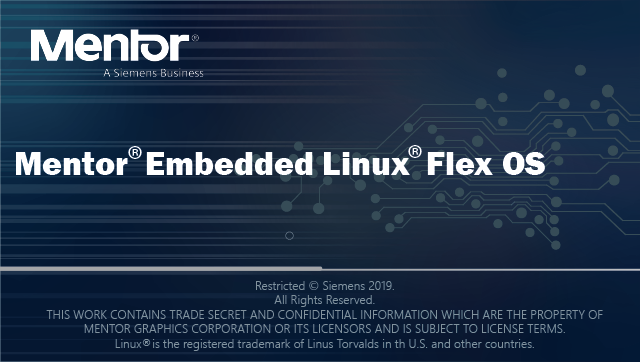 Mentor®
A Siemens Business
Mentor® Embedded Linux® Flex OS
Restricted © Siemens 2019.
All Rights Reserved.
THIS WORK CONTAINS TRADE SECRET AND CONFIDENTIAL INFORMATION WHICH ARE THE PROPERTY OF
MENTOR GRAPHICS CORPORATION OR ITS LICENSORS AND IS SUBJECT TO LICENSE TERMS.
Linux® is the registered trademark of Linus Torvalds in th U.S. and other countries.